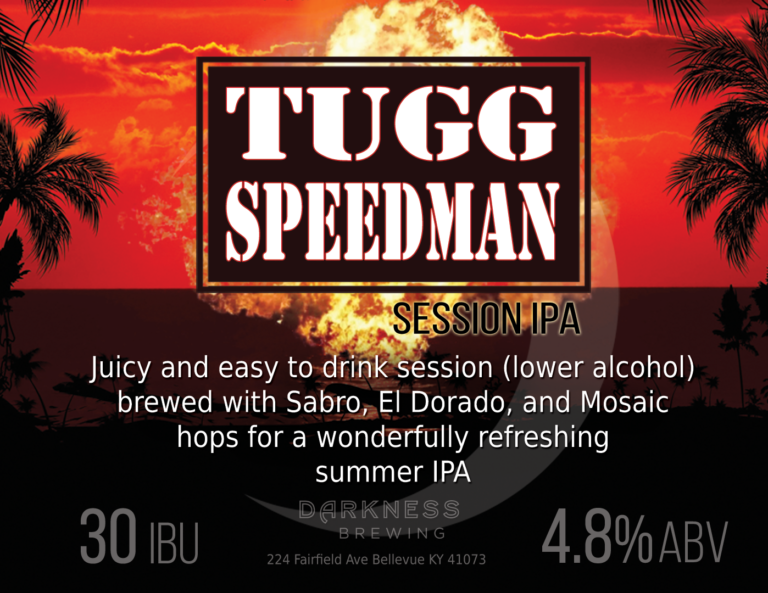 TUGG
SPEEDMAN
SESSION IPA
Juicy and easy to drink session (lower alcohol)
brewed with Sabro, El Dorado, and Mosaic
hops for a wonderfully refreshing
summer IPA
DARKNESS
BREWING
30 IBU
224 Fairfield Ave Bellevue KY 41073
4.8% ABV